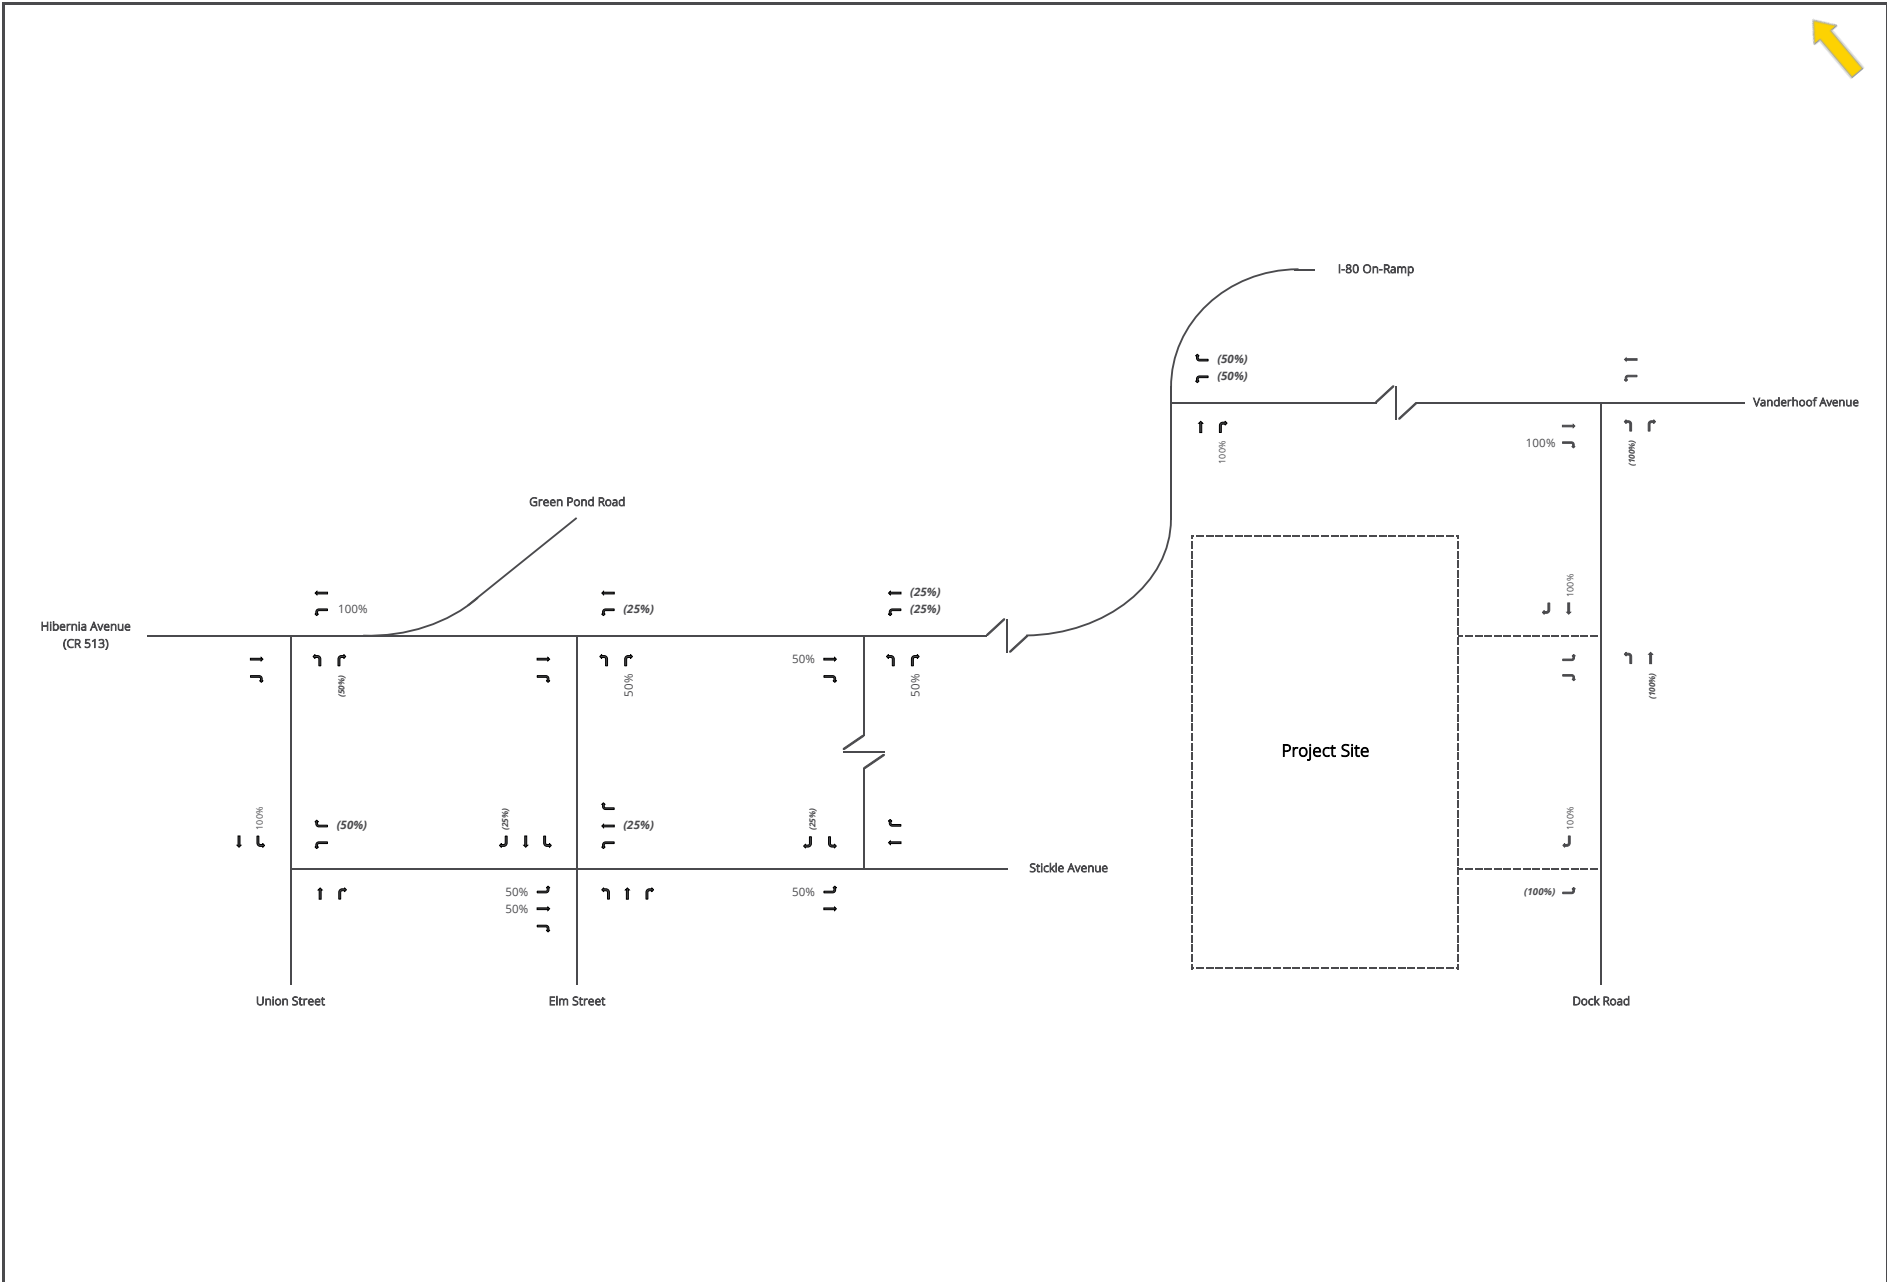 I-80 On-Ramp
(50%)
(50%)
Vanderhoof Avenue
100%
100%
(100%)
Green Pond Road
Hibernia Avenue
(CR 513)
100%
(25%)
(25%)
(25%)
100%
50%
(50%)
50%
50%
(100%)
Project Site
100%
(50%)
(25%)
(25%)
(25%)
100%
Stickle Avenue
50%
50%
50%
(100%)
Union Street
Elm Street
Dock Road